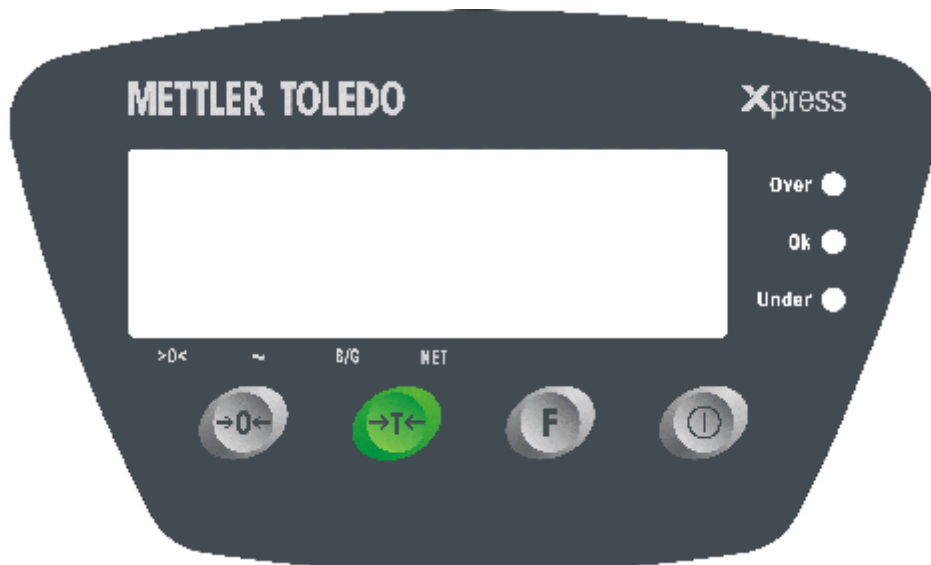 METTLER TOLEDO
Xpress
Over
Ok
Under
>0< ~ B/G NET
→0← →T← F